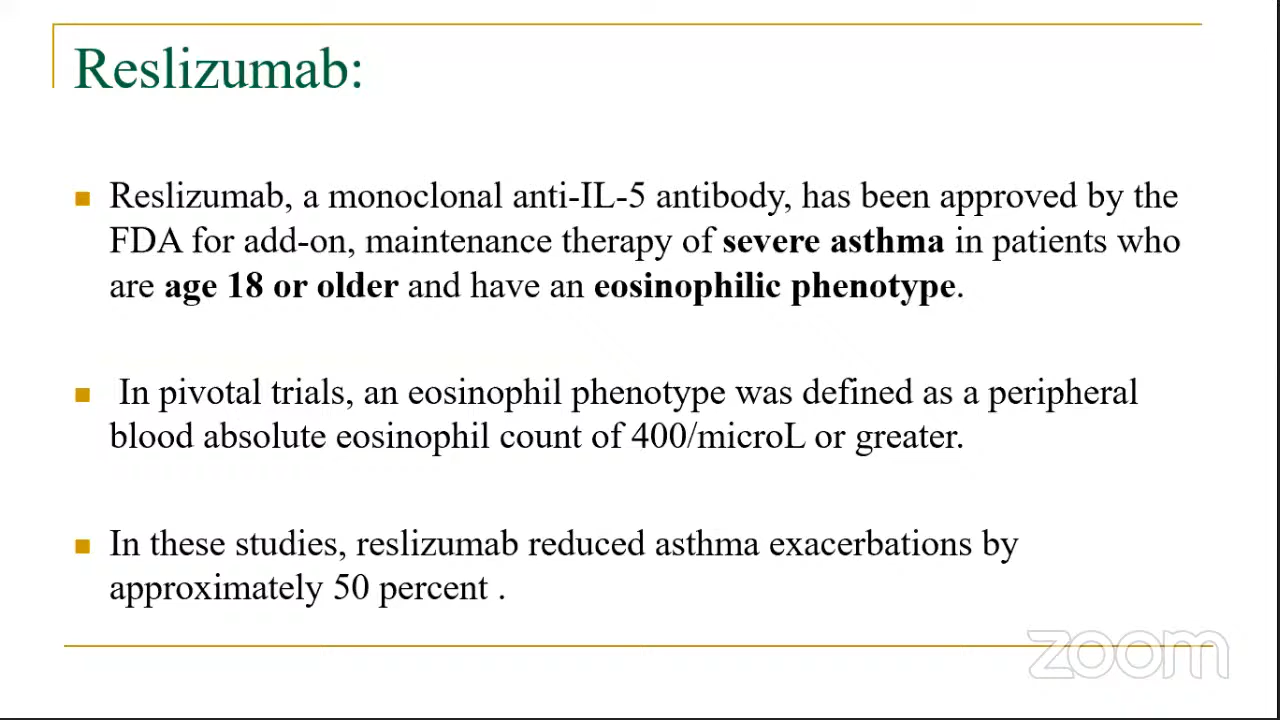 Reslizumab:
Reslizumab, a monoclonal anti-IL-5 antibody, has been approved by the
FDA for add-on, maintenance therapy of severe asthma in patients who
are age 18 or older and have an eosinophilic phenotype.
In pivotal trials, an eosinophil phenotype was defined as a peripheral
blood absolute eosinophil count of 400/microL or greater.
In these studies, reslizumab reduced asthma exacerbations by
approximately 50 percent .
zoom